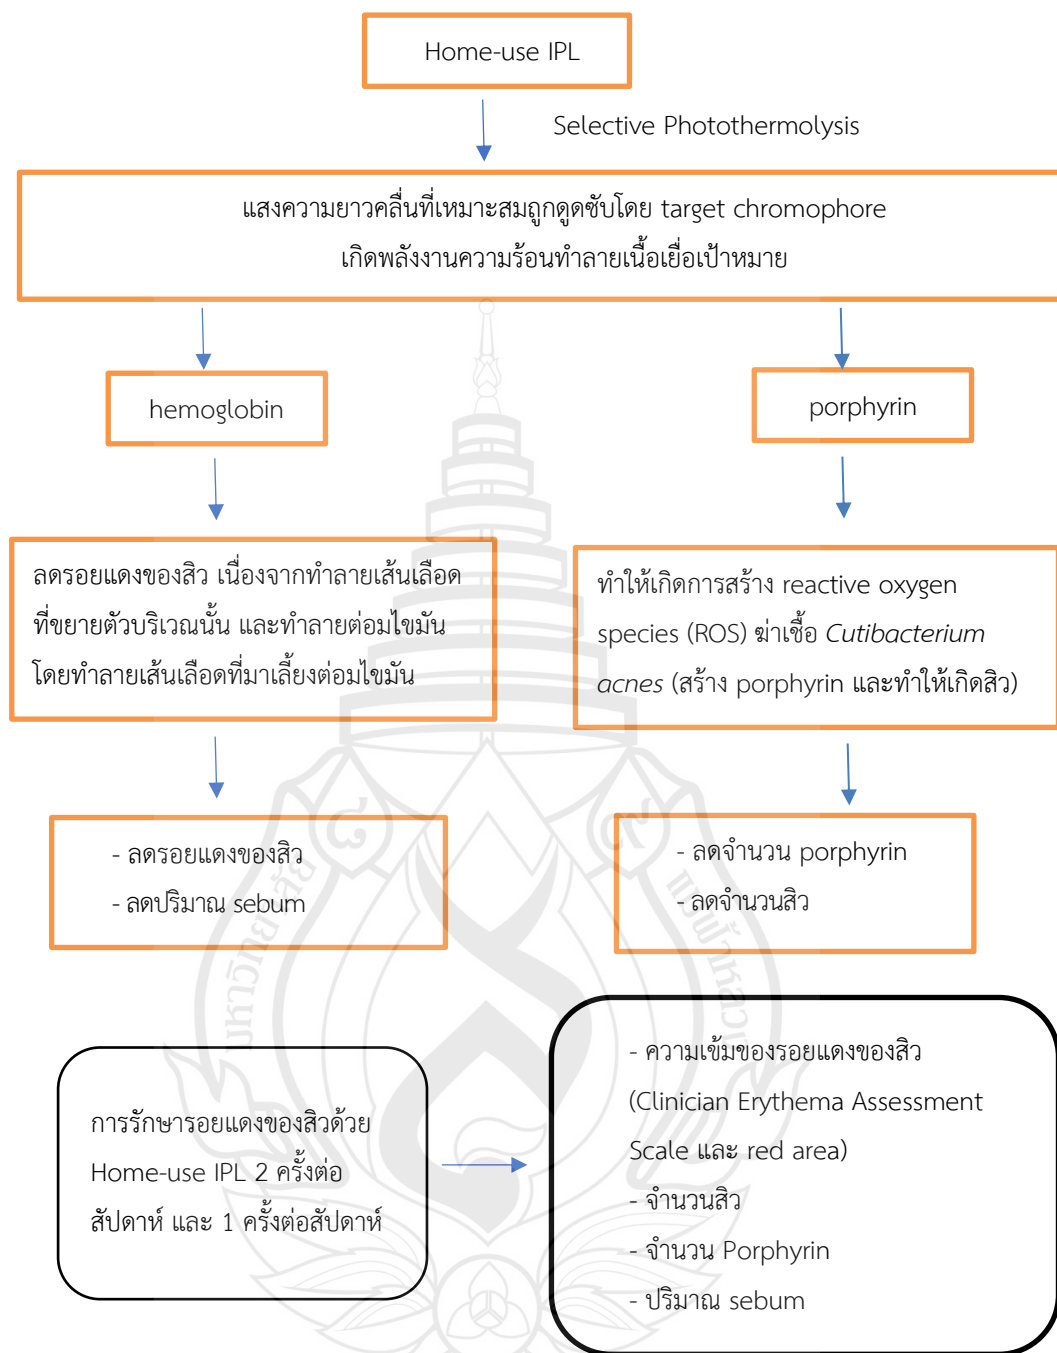 Home-use IPL
Selective Photothermolysis
แสงความยาวคลื่นที่เหมาะสมถูกดูดซับโดย target chromophore
เกิดพลังงานความร้อนทำลายเนื้อเยื่อเป้าหมาย
hemoglobin
porphyrin
ลดรอยแดงของสิว เนื่องจากทำลายเส้นเลือด
ที่ขยายตัวบริเวณนั้น และทำลายต่อมไขมัน
โดยทำลายเส้นเลือดที่มาเลี้ยงต่อมไขมัน
ทำให้เกิดการสร้าง reactive oxygen
species (ROS) ฆ่าเชื้อ Cutibacterium
acnes (สร้าง porphyrin และทำให้เกิดสิว)
- ลดรอยแดงของสิว
- ลดปริมาณ sebum
- ลดจำนวน porphyrin
- ลดจำนวนสิว
การรักษารอยแดงของสิวด้วย
Home-use IPL 2 ครั้งต่อ
สัปดาห์ และ 1 ครั้งต่อสัปดาห์
- ความเข้มของรอยแดงของสิว
(Clinician Erythema Assessment
Scale และ red area)
- จำนวนสิว
- จำนวน Porphyrin
- ปริมาณ sebum
มหาวิทยาลัย
แม่ฟ้าหลวง